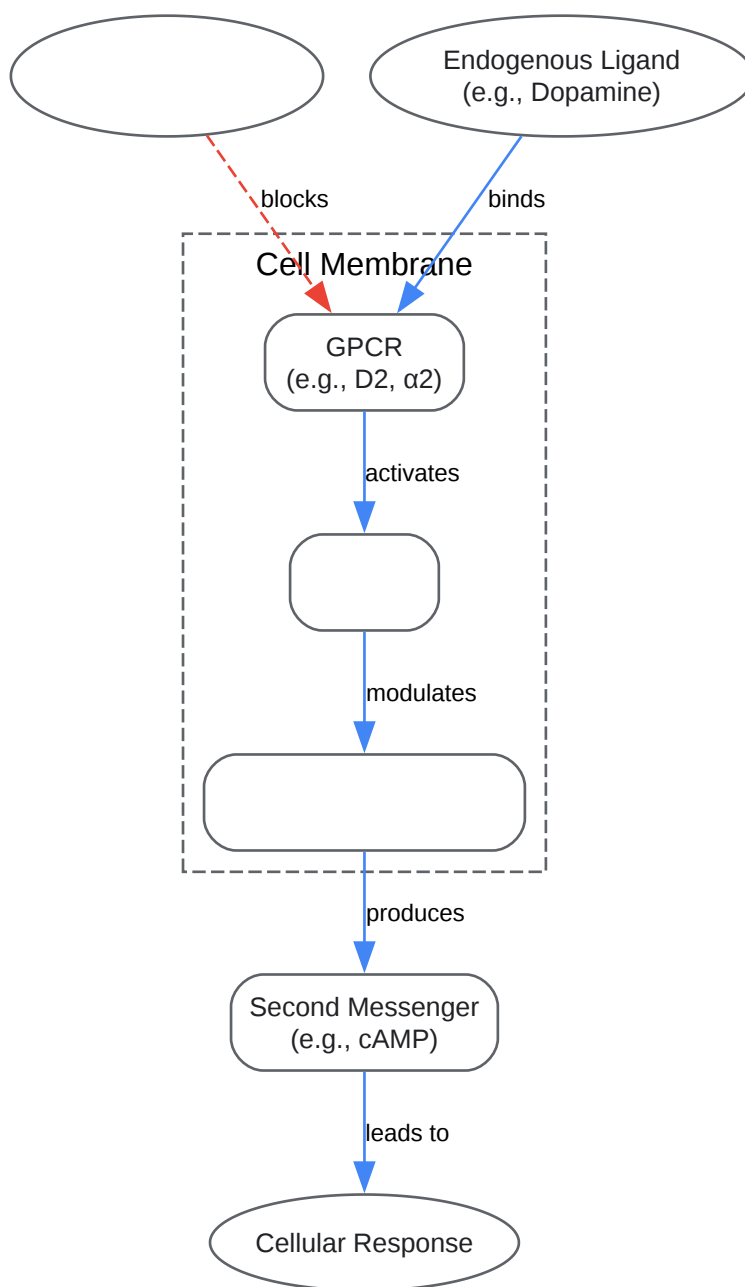 Endogenous Ligand
(e.g., Dopamine)
blocks
binds
Cell Membrane
GPCR
(e.g., D2, α2)
activates
modulates
produces
Second Messenger
(e.g., cAMP)
leads to
Cellular Response